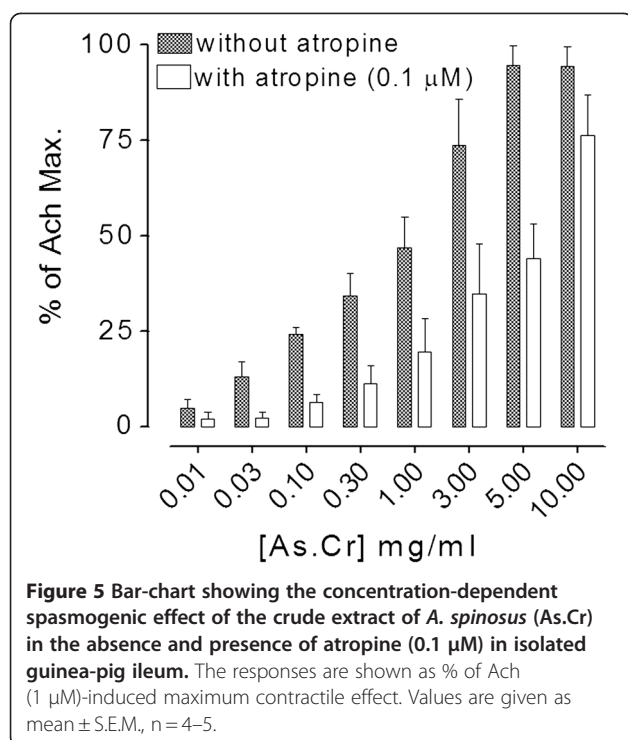 without atropine
with atropine (0.1 µM)
% of Ach Max.
100
75
50
25
0
0.01
0.03
0.10
0.30
1.00
3.00
5.00
10.00
[As.Cr] mg/ml
Figure 5 Bar-chart showing the concentration-dependent
spasmogenic effect of the crude extract of A. spinosus (As.Cr)
in the absence and presence of atropine (0.1 µM) in isolated
guinea-pig ileum. The responses are shown as % of Ach
(1 µM)-induced maximum contractile effect. Values are given as
mean ± S.E.M., n = 4–5.